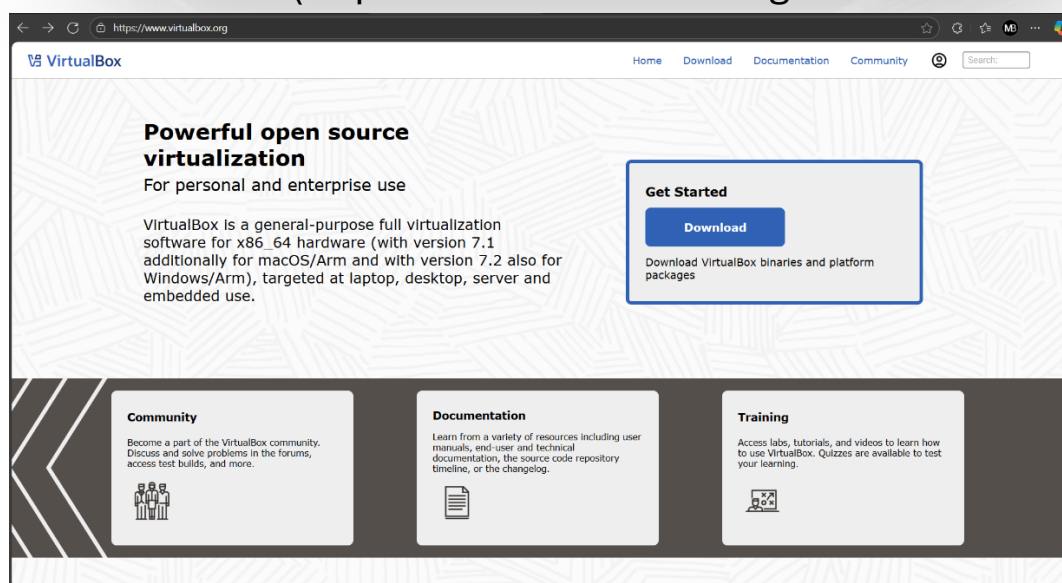 https://www.virtualbox.org
MB
VirtualBox
Home Download Documentation Community Search:
Powerful open source
virtualization
For personal and enterprise use
VirtualBox is a general-purpose full virtualization
software for x86_64 hardware (with version 7.1
additionally for macOS/Arm and with version 7.2 also for
Windows/Arm), targeted at laptop, desktop, server and
embedded use.
Get Started
Download
Download VirtualBox binaries and platform
packages
Community
Become a part of the VirtualBox community.
Discuss and solve problems in the forums,
access test builds, and more.
Documentation
Learn from a variety of resources including user
manuals, end-user and technical
documentation, the source code repository
timeline, or the changelog.
Training
Access labs, tutorials, and videos to learn how
to use VirtualBox. Quizzes are available to test
your learning.